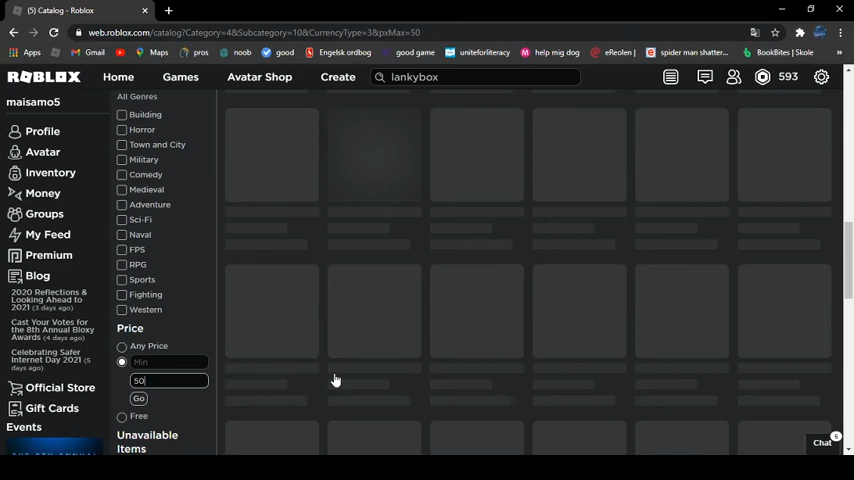 (5) Catalog - Roblox
web.roblox.com/catalog?Category=4&Subcategory=10&CurrencyType=3&pxMax=50
Apps
Gmail
Maps
pros
noob
good
Engelsk ordbog
good game
uniteforliteracy
help mig dog
eReolen |
spider man shatter...
BookBites | Skole
ROBLOX
Home
Games
Avatar Shop
Create
lankybox
593
maisamo5
Profile
Avatar
Inventory
Money
Groups
My Feed
Premium
Blog
2020 Reflections &
Looking Ahead to
2021 (3 days ago)
Cast Your Votes for
the 8th Annual Bloxy
Awards (4 days ago)
Celebrating Safer
Internet Day 2021 (5
days ago)
Official Store
Gift Cards
Events
All Genres
Building
Horror
Town and City
Military
Comedy
Medieval
Adventure
Sci-Fi
Naval
FPS
RPG
Sports
Fighting
Western
Price
Any Price
Min
50
Go
Free
Unavailable
Items
Chat
5